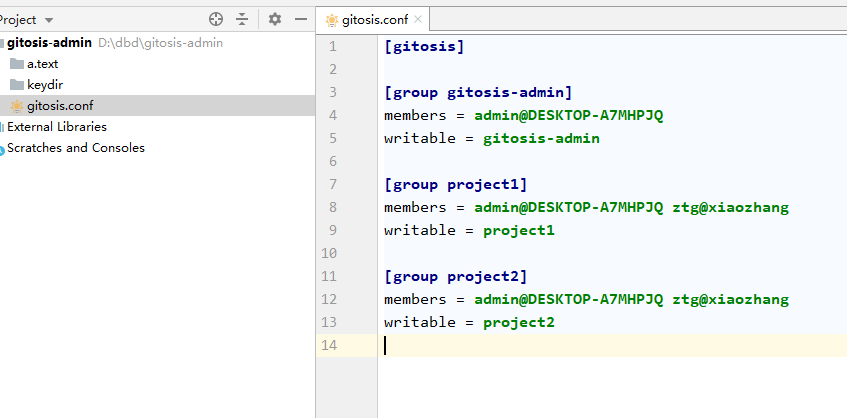 Project
gitosis.conf
gitosis-admin D:\dbd\gitosis-admin
a.text
keydir
gitosis.conf
External Libraries
Scratches and Consoles
1 [gitosis]
2
3 [group gitosis-admin]
4 members = admin@DESKTOP-A7MHPJQ
5 writable = gitosis-admin
6
7 [group project1]
8 members = admin@DESKTOP-A7MHPJQ ztg@xiaozhang
9 writable = project1
10
11 [group project2]
12 members = admin@DESKTOP-A7MHPJQ ztg@xiaozhang
13 writable = project2
14